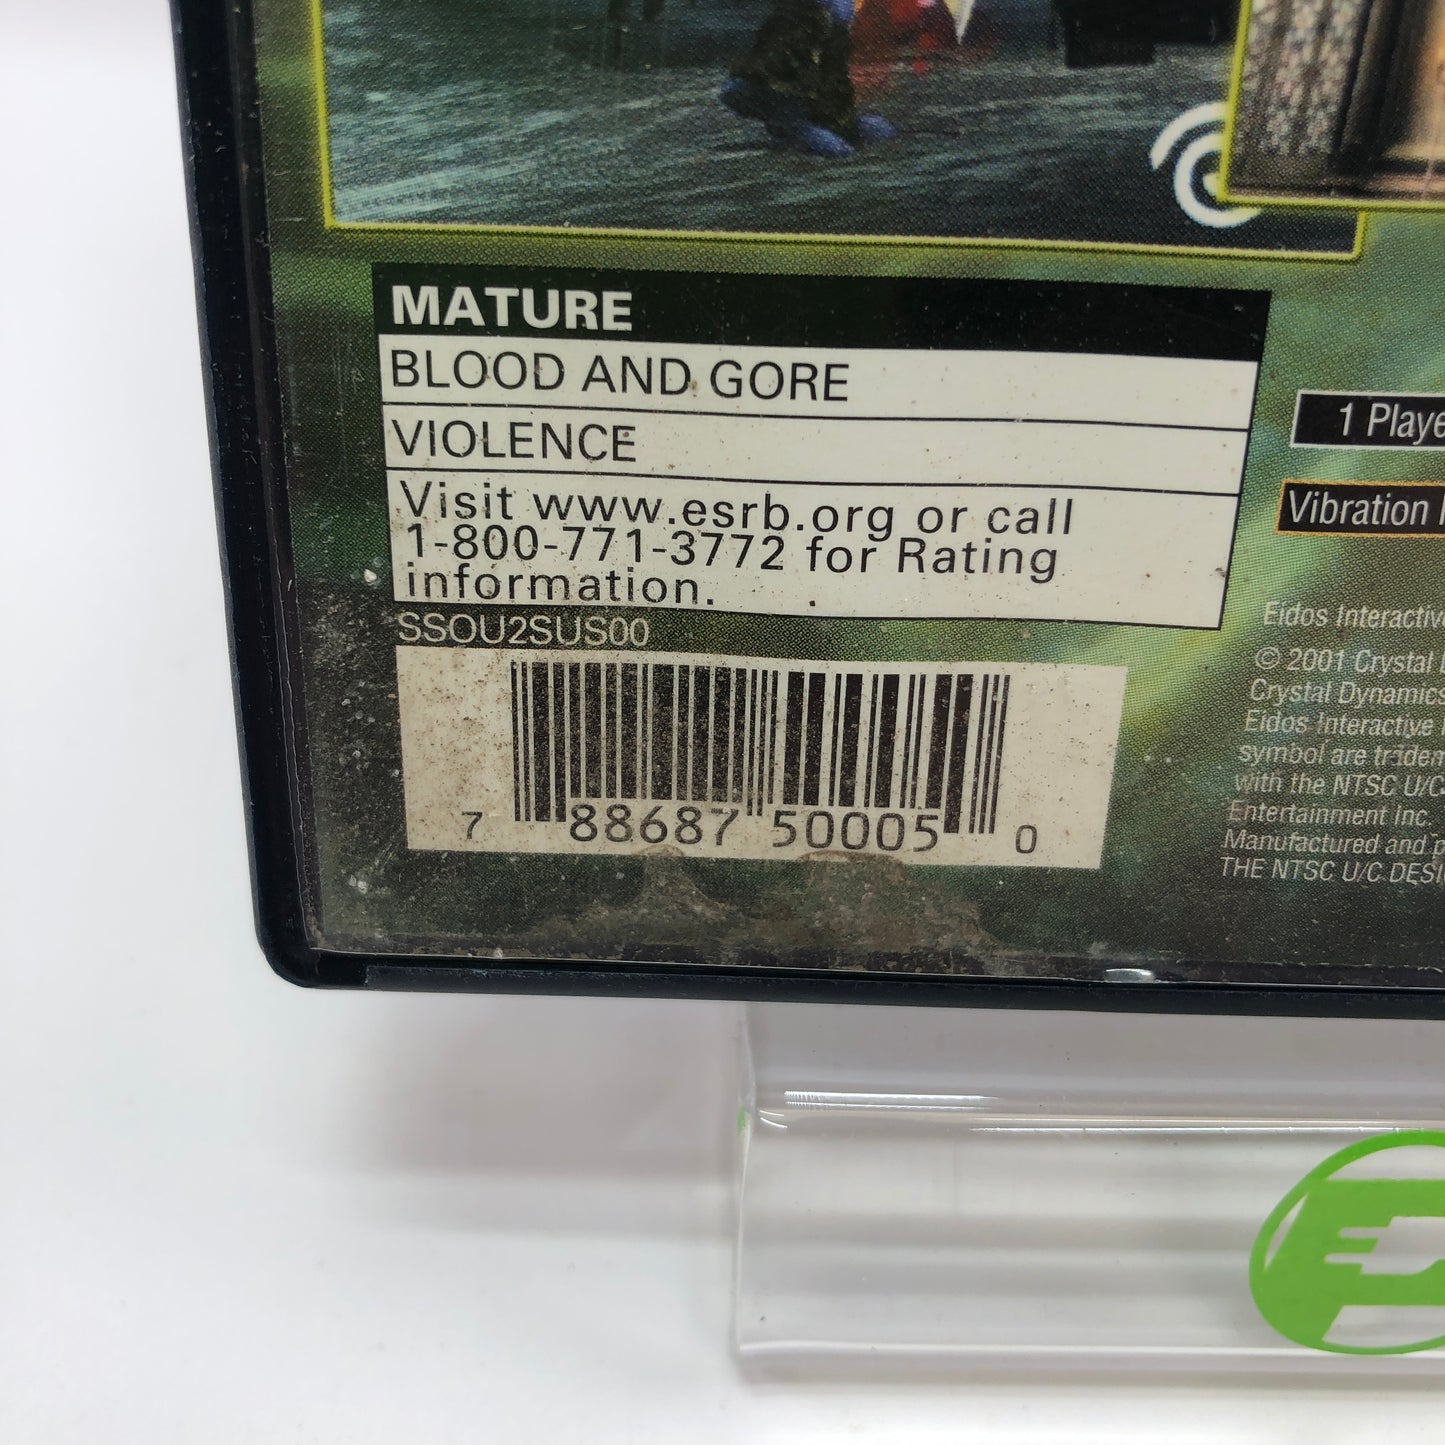 MATURE
BLOOD AND GORE
VIOLENCE
Visit www.esrb.org or call
1-800-771-3772 for Rating
information.
SSOU2SUS00
7 88687 50005 0
1 Playe
Vibration
Eidos Interactive
© 2001 Crystal
Crystal Dynamics
Eidos Interactive
symbol are tradem
with the NTSC U/C
Entertainment Inc.
Manufactured and p
THE NTSC U/C DESI